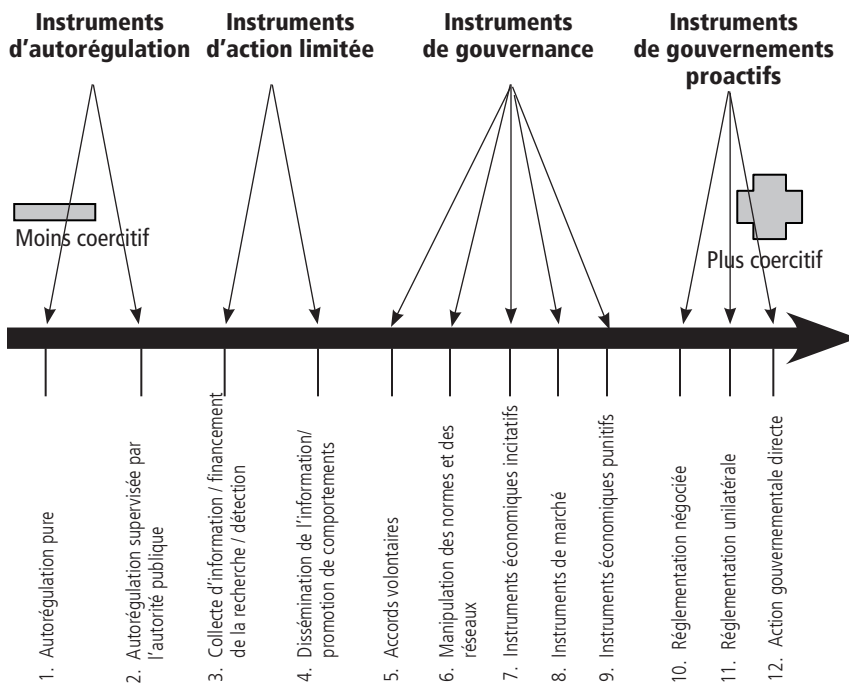 Instruments
d'autorégulation
Instruments
d'action limitée
Instruments
de gouvernance
Instruments
de gouvernements
proactifs
Moins coercitif
Plus coercitif
1. Autorégulation pure
2. Autorégulation supervisée par
l'autorité publique
3. Collecte d'information / financement
de la recherche / détection
4. Dissémination de l'information/
promotion de comportements
5. Accords volontaires
6. Manipulation des normes et des
réseaux
7. Instruments économiques incitatifs
8. Instruments de marché
9. Instruments économiques punitifs
10. Réglementation négociée
11. Réglementation unilatérale
12. Action gouvernementale directe